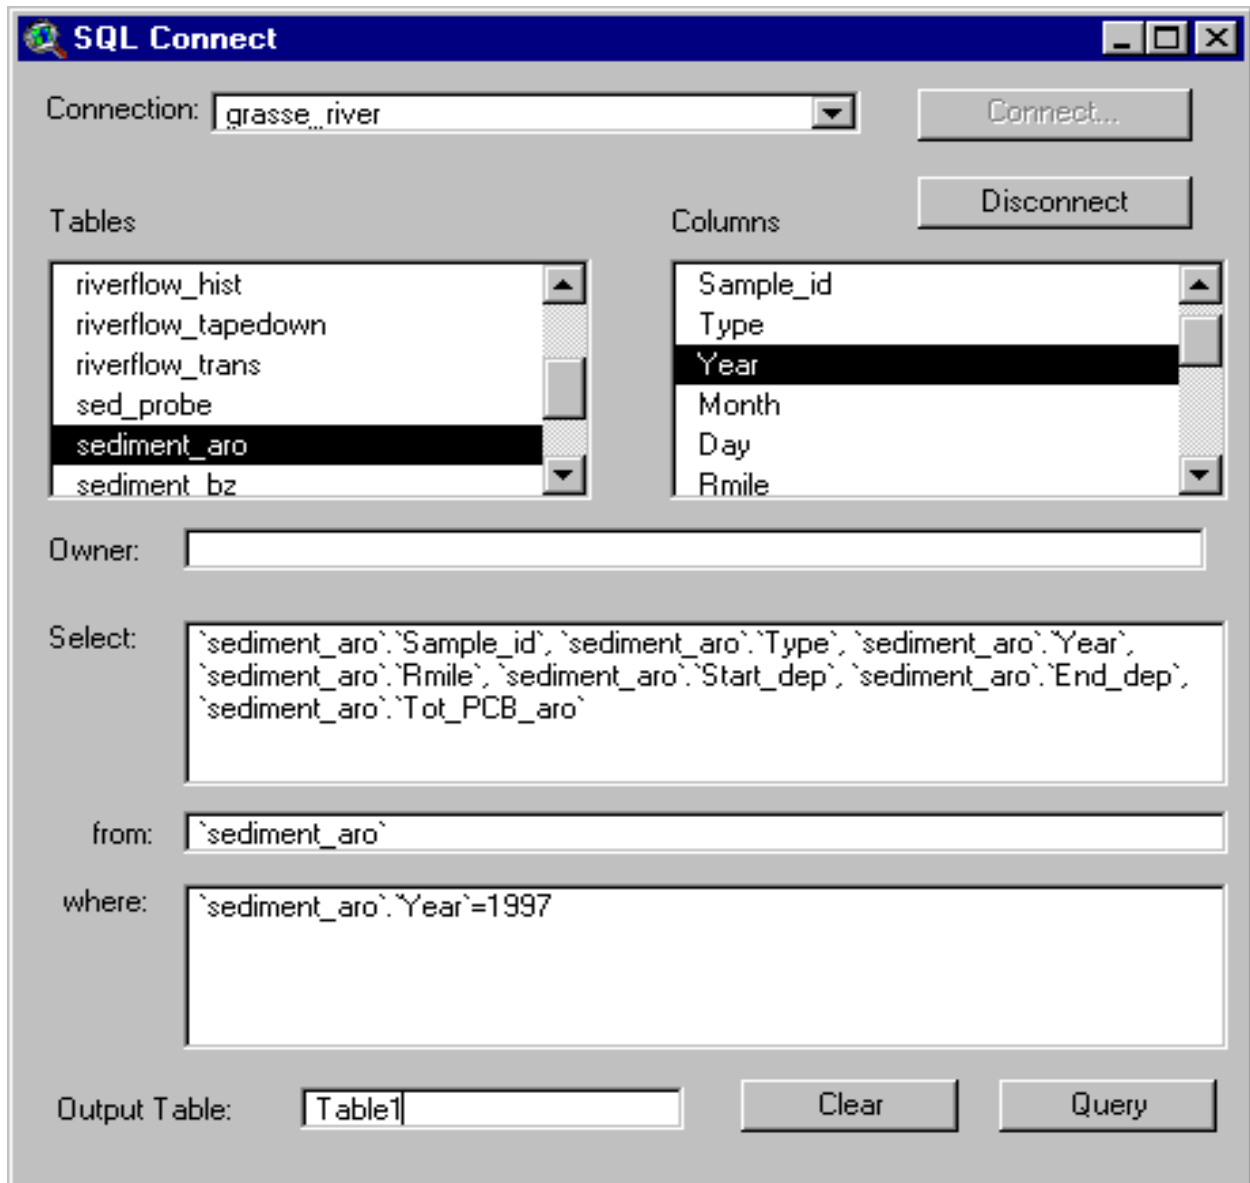 SQL Connect
Connection: grasse_river Connect...
Disconnect
Tables Columns
riverflow_hist
riverflow_tapedown
riverflow_trans
sed_probe
sediment_aro
sediment_bz
Sample_id
Type
Year
Month
Day
Rmile
Owner:
Select: `sediment_aro`.`Sample_id`, `sediment_aro`.`Type`, `sediment_aro`.`Year`,
`sediment_aro`.`Rmile`, `sediment_aro`.`Start_dep`, `sediment_aro`.`End_dep`,
`sediment_aro`.`Tot_PCB_aro`
from: `sediment_aro`
where: `sediment_aro`.`Year`=1997
Output Table: Table1 Clear Query